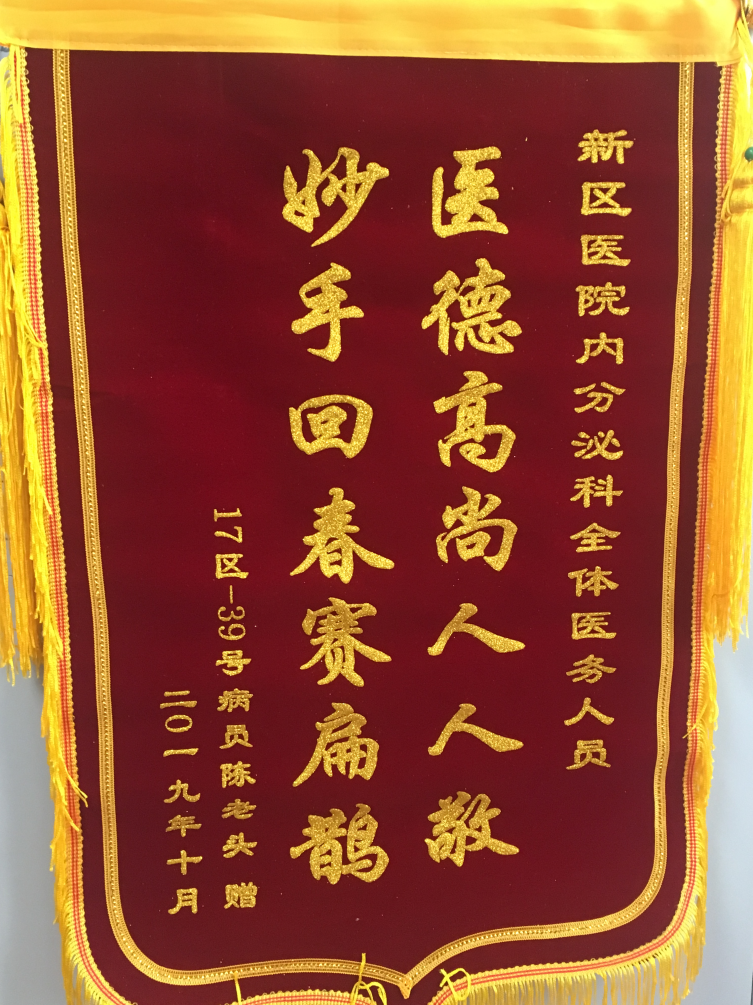 新区医院内分泌科全体医务人员
医德高尚人人敬
妙手回春赛扁鹊
17区-39号病员陈老头 赠
二〇一九年十月